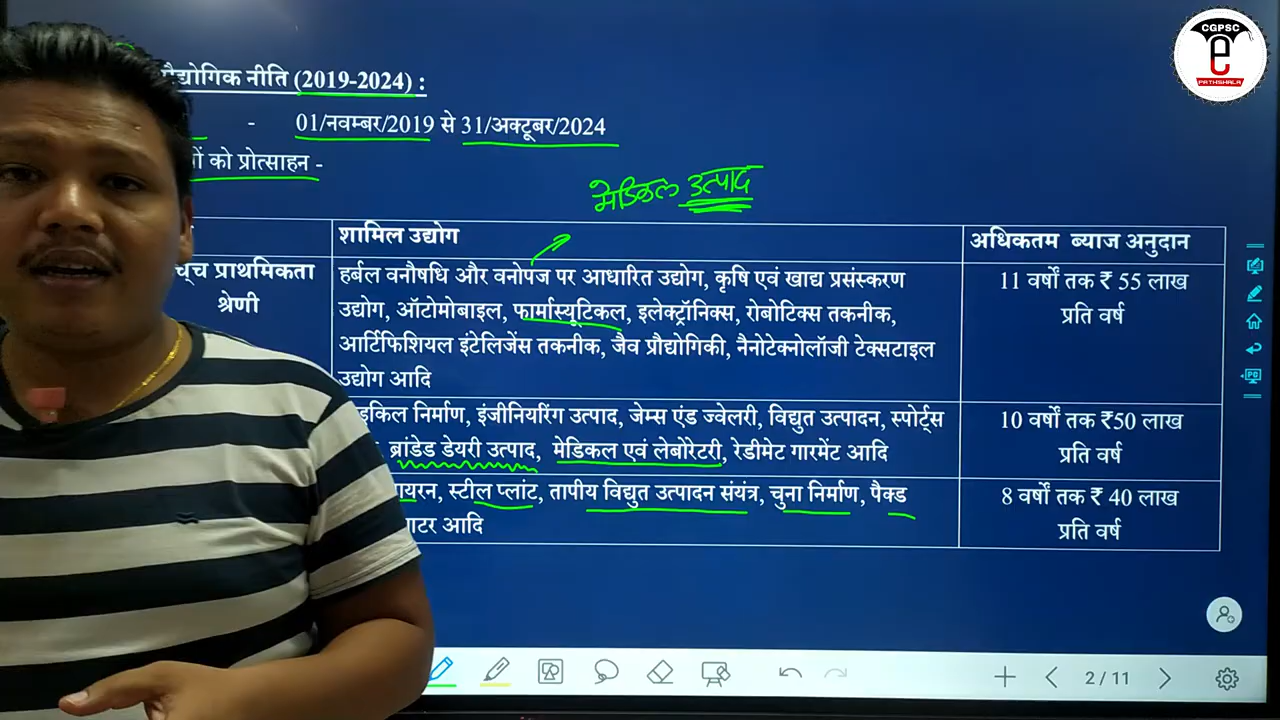 CGPSC
e
PATHSHALA
नीति (2019-2024) :
- 01/नवम्बर/2019 से 31/अक्टूबर/2024
को प्रोत्साहन -
मेडिकल उत्पाद
शामिल उद्योग
अधिकतम ब्याज अनुदान
प्राथमिकता
श्रेणी
हर्बल वनौषधि और वनोपज पर आधारित उद्योग, कृषि एवं खाद्य प्रसंस्करण
उद्योग, ऑटोमोबाइल, फार्मास्यूटिकल, इलेक्ट्रॉनिक्स, रोबोटिक्स तकनीक,
आर्टिफिशियल इंटेलिजेंस तकनीक, जैव प्रौद्योगिकी, नैनोटेक्नोलॉजी टेक्सटाइल
उद्योग आदि
11 वर्षों तक ₹ 55 लाख
प्रति वर्ष
निर्माण, इंजीनियरिंग उत्पाद, जेम्स एंड ज्वेलरी, विद्युत उत्पादन, स्पोर्ट्स
ब्रांडेड डेयरी उत्पाद, मेडिकल एवं लेबोरेटरी, रेडीमेट गारमेंट आदि
10 वर्षों तक ₹50 लाख
प्रति वर्ष
स्टील प्लांट, तापीय विद्युत उत्पादन संयंत्र, चुना निर्माण, पैक्ड
आदि
8 वर्षों तक ₹ 40 लाख
प्रति वर्ष
PC
2 / 11